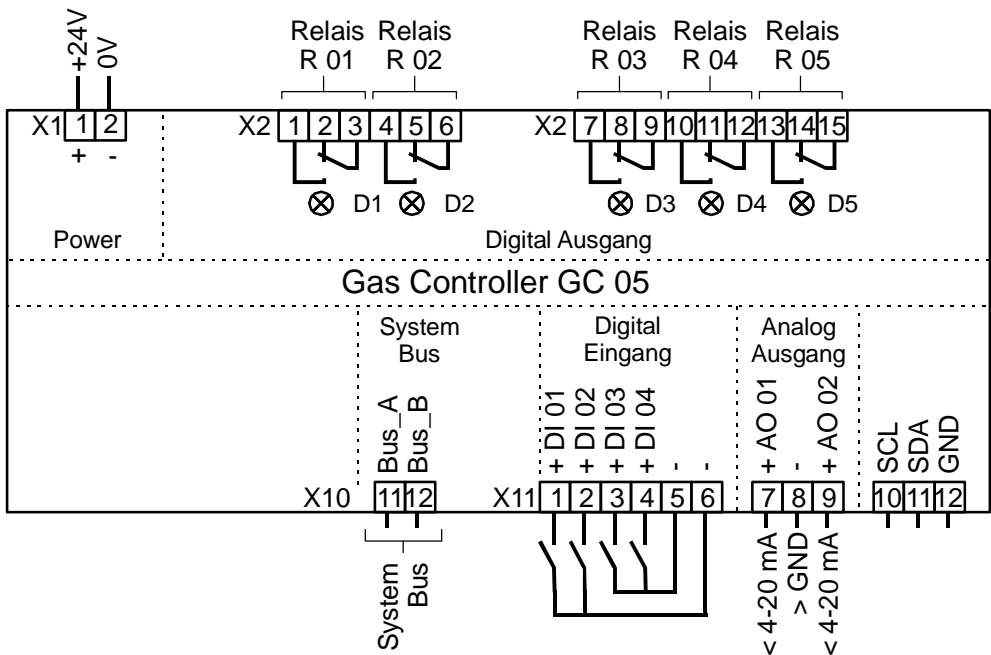 +24V
0V
Relais Relais
R 01 R 02
Relais Relais Relais
R 03 R 04 R 05
X1 1 2
X2 1 2 3 4 5 6
X2 7 8 9 10 11 12 13 14 15
+ -
D1 D2 D3 D4 D5
Power
Digital Ausgang
Gas Controller GC 05
System
Bus
Digital
Eingang
Analog
Ausgang
Bus_A
Bus_B
+ DI 01
+ DI 02
+ DI 03
+ DI 04
-
-
+ AO 01
-
+ AO 02
SCL
SDA
GND
X10 11 12
X11 1 2 3 4 5 6 7 8 9 10 11 12
System
Bus
< 4-20 mA
> GND
< 4-20 mA